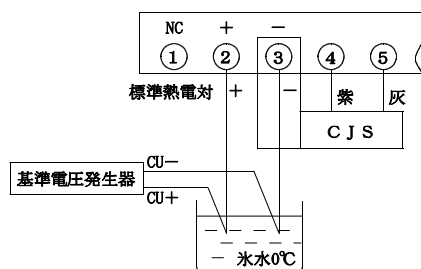 NC + −
① ② ③ ④ ⑤
標準熱電対 + − 紫 灰
CJS
CU−
基準電圧発生器
CU+
氷水0℃